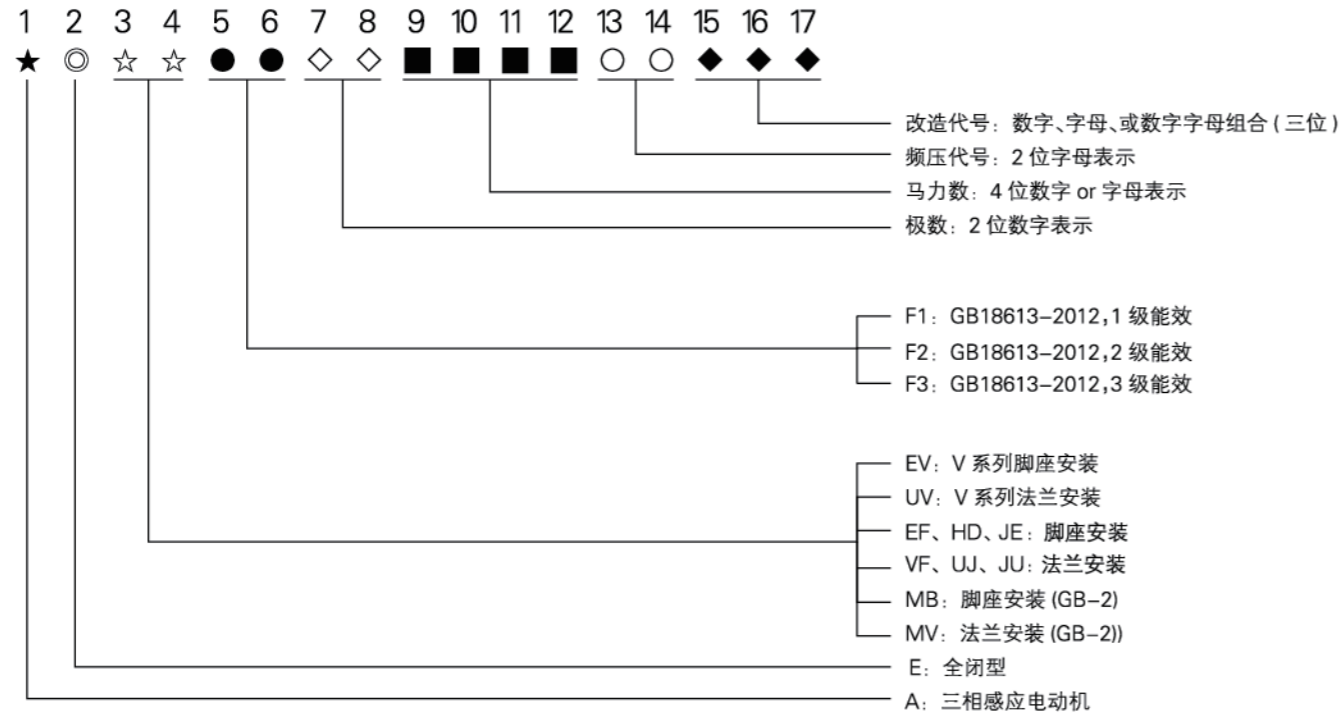 1 2 3 4 5 6 7 8 9 10 11 12 13 14 15 16 17
★ ◎ ☆ ☆ ● ● ◇ ◇ ■ ■ ■ ■ ○ ○ ◆ ◆ ◆
改造代号：数字、字母、或数字字母组合 ( 三位 )
频压代号：2 位字母表示
马力数：4 位数字 or 字母表示
极数：2 位数字表示
F1：GB18613-2012,1 级能效
F2：GB18613-2012,2 级能效
F3：GB18613-2012,3 级能效
EV：V 系列脚座安装
UV：V 系列法兰安装
EF、HD、JE：脚座安装
VF、UJ、JU：法兰安装
MB：脚座安装 (GB-2)
MV：法兰安装 (GB-2))
E：全闭型
A：三相感应电动机